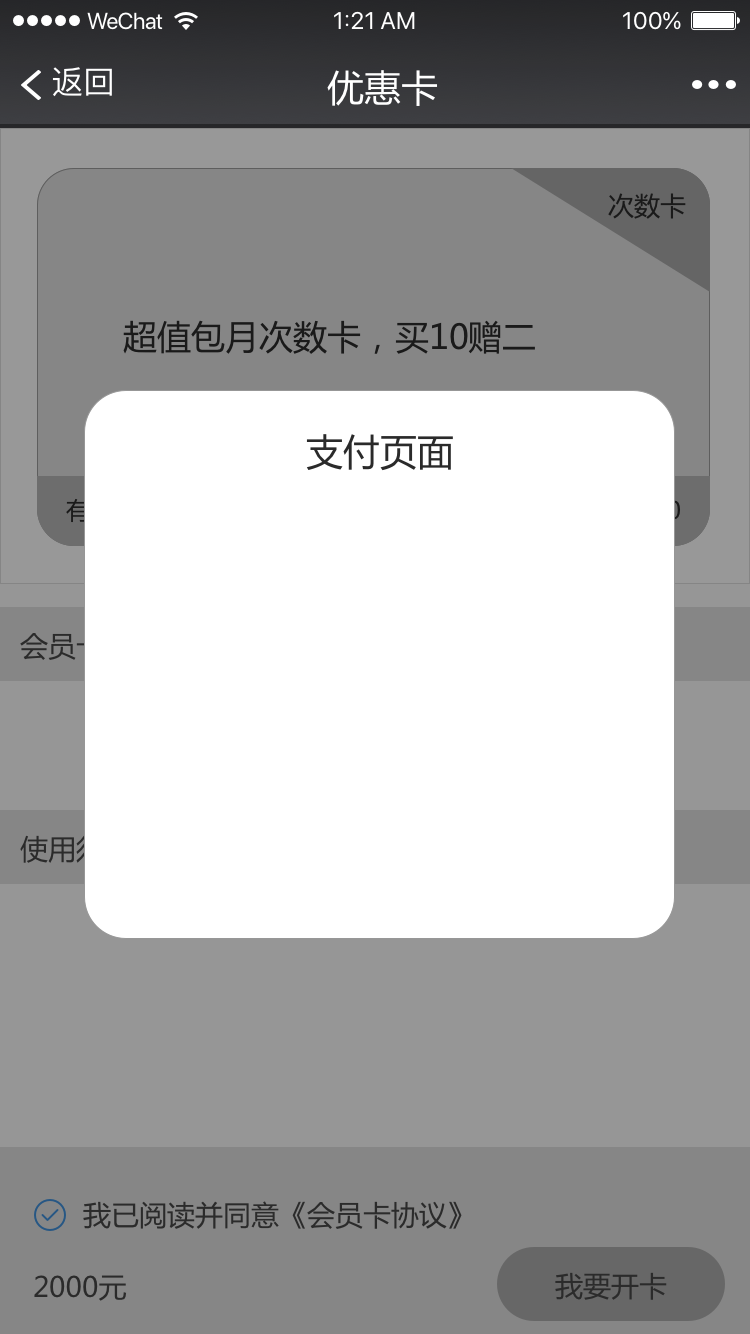 WeChat 1:21 AM 100%
返回 优惠卡
次数卡
超值包月次数卡，买10赠二
支付页面
有
会员
使用
我已阅读并同意《会员卡协议》
2000元 我要开卡